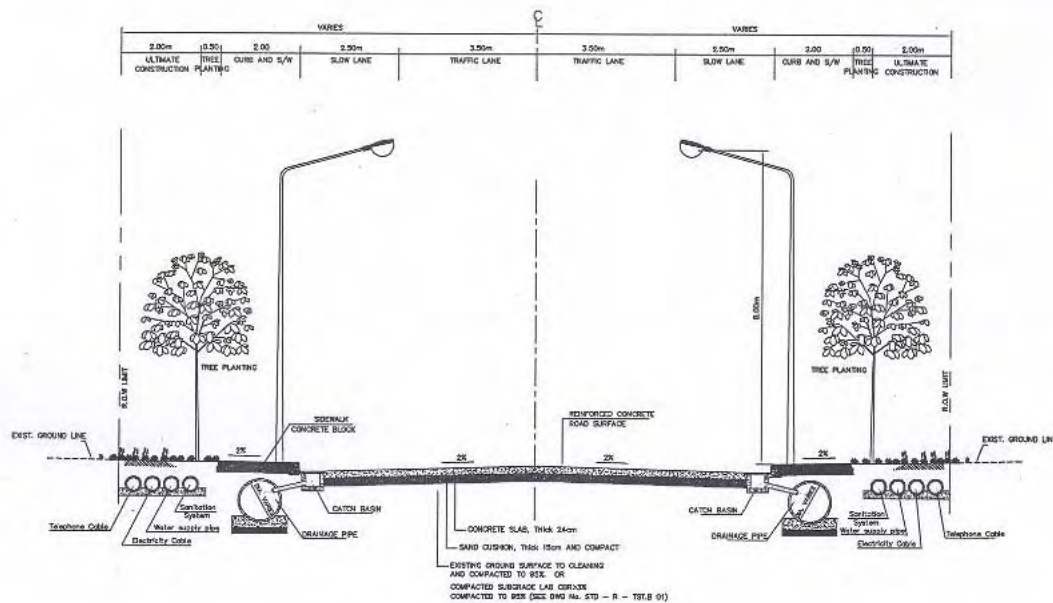 ℄
VARIES VARIES
2.00m 0.50 2.00 2.50m 3.50m 3.50m 2.50m 2.00 0.50 2.00m
ULTIMATE CONSTRUCTION TREE PLANTING CURB AND S/W SLOW LANE TRAFFIC LANE TRAFFIC LANE SLOW LANE CURB AND S/W TREE PLANTING ULTIMATE CONSTRUCTION
8.00m
TREE PLANTING TREE PLANTING
R.O.W LIMIT R.O.W LIMIT
SIDEWALK
CONCRETE BLOCK
REINFORCED CONCRETE
ROAD SURFACE
EXIST. GROUND LINE EXIST. GROUND LIN
2% 2% 2% 2%
DIA. VARIES
Sanitation
System
Water supply pipe
Telephone Cable
Electricity Cable
CATCH BASIN
DRAINAGE PIPE
CATCH BASIN
DRAINAGE PIPE
DIA. VARIES
Sanitation
System
Water supply pipe
Electricity Cable
Telephone Cable
CONCRETE SLAB, Thick 24cm
SAND CUSHION, Thick 15cm AND COMPACT
EXISTING GROUND SURFACE TO CLEANING
AND COMPACTED TO 95%. OR
COMPACTED SUBGRADE LAB CBR>3%
COMPACTED TO 95% (SEE DWG No. STD - R - TST.B 01)